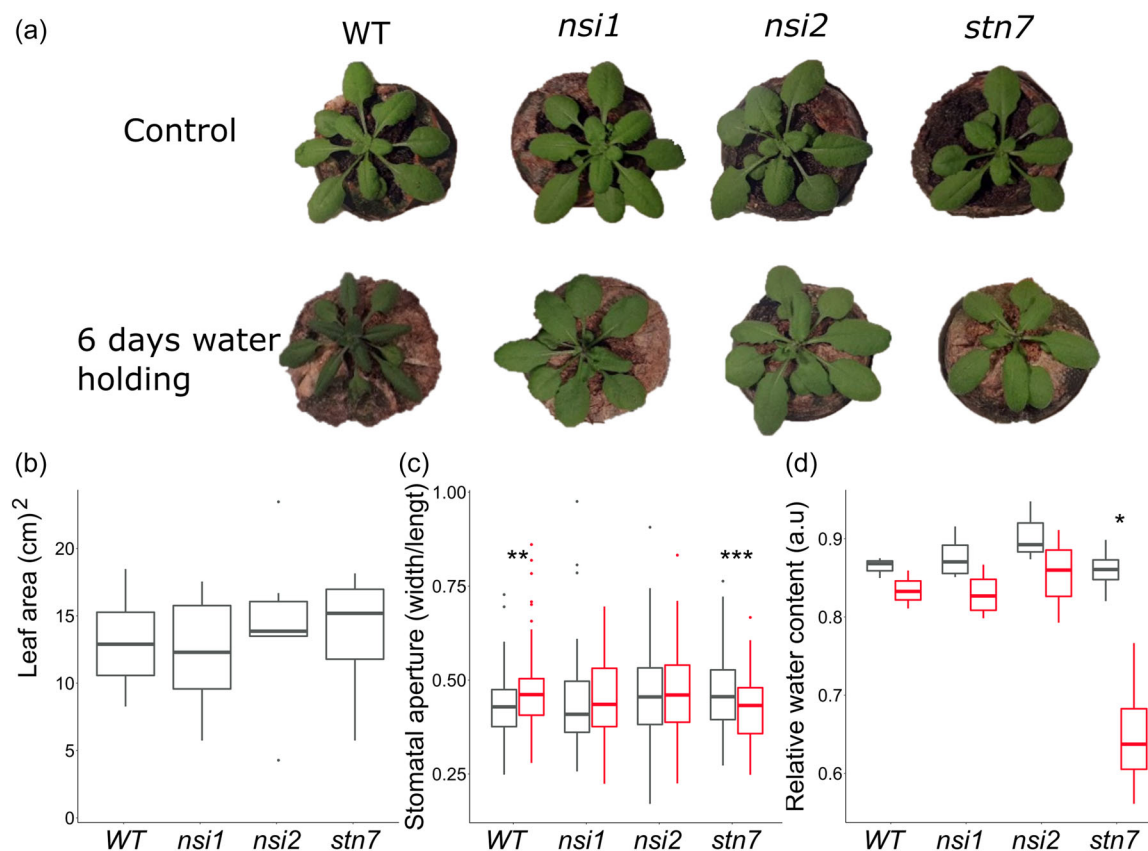 (a)
WT nsi1 nsi2 stn7
Control
6 days water
holding
(b)
Leaf area (cm)2
20
15
10
5
0
WT nsi1 nsi2 stn7
(c)
Stomatal aperture (width/lengt)
1.00
0.75
0.50
0.25
** ***
WT nsi1 nsi2 stn7
(d)
Relative water content (a.u)
0.9
0.8
0.7
0.6
*
WT nsi1 nsi2 stn7